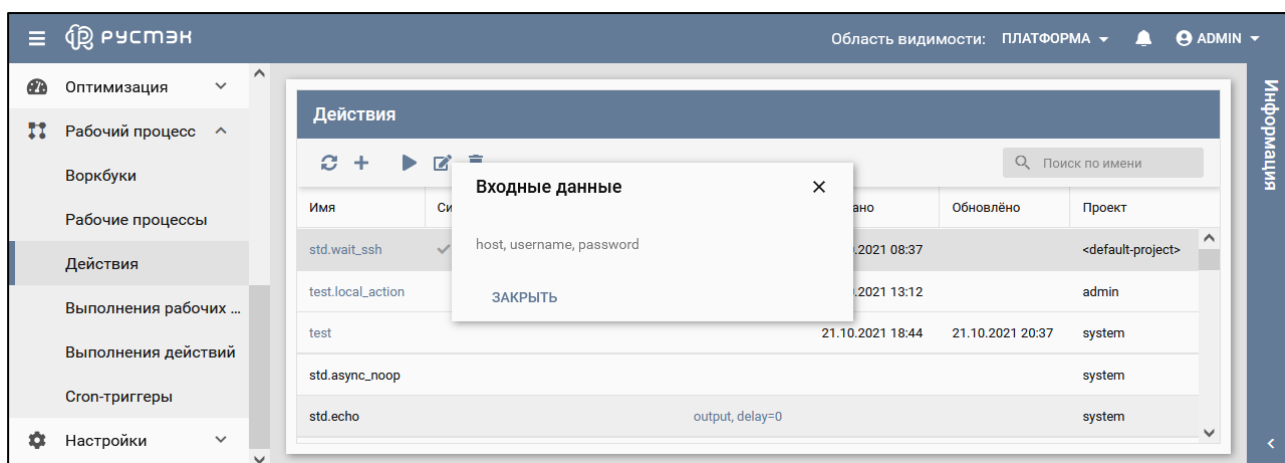 РУСТЭК
Область видимости: ПЛАТФОРМА
ADMIN
Оптимизация
Рабочий процесс
Воркбуки
Рабочие процессы
Действия
Выполнения рабочих ...
Выполнения действий
Cron-триггеры
Настройки
Действия
Поиск по имени
Имя Си ано Обновлёно Проект
std.wait_ssh .2021 08:37 <default-project>
test.local_action .2021 13:12 admin
test 21.10.2021 18:44 21.10.2021 20:37 system
std.async_noop system
std.echo output, delay=0 system
Входные данные
host, username, password
ЗАКРЫТЬ
Информация